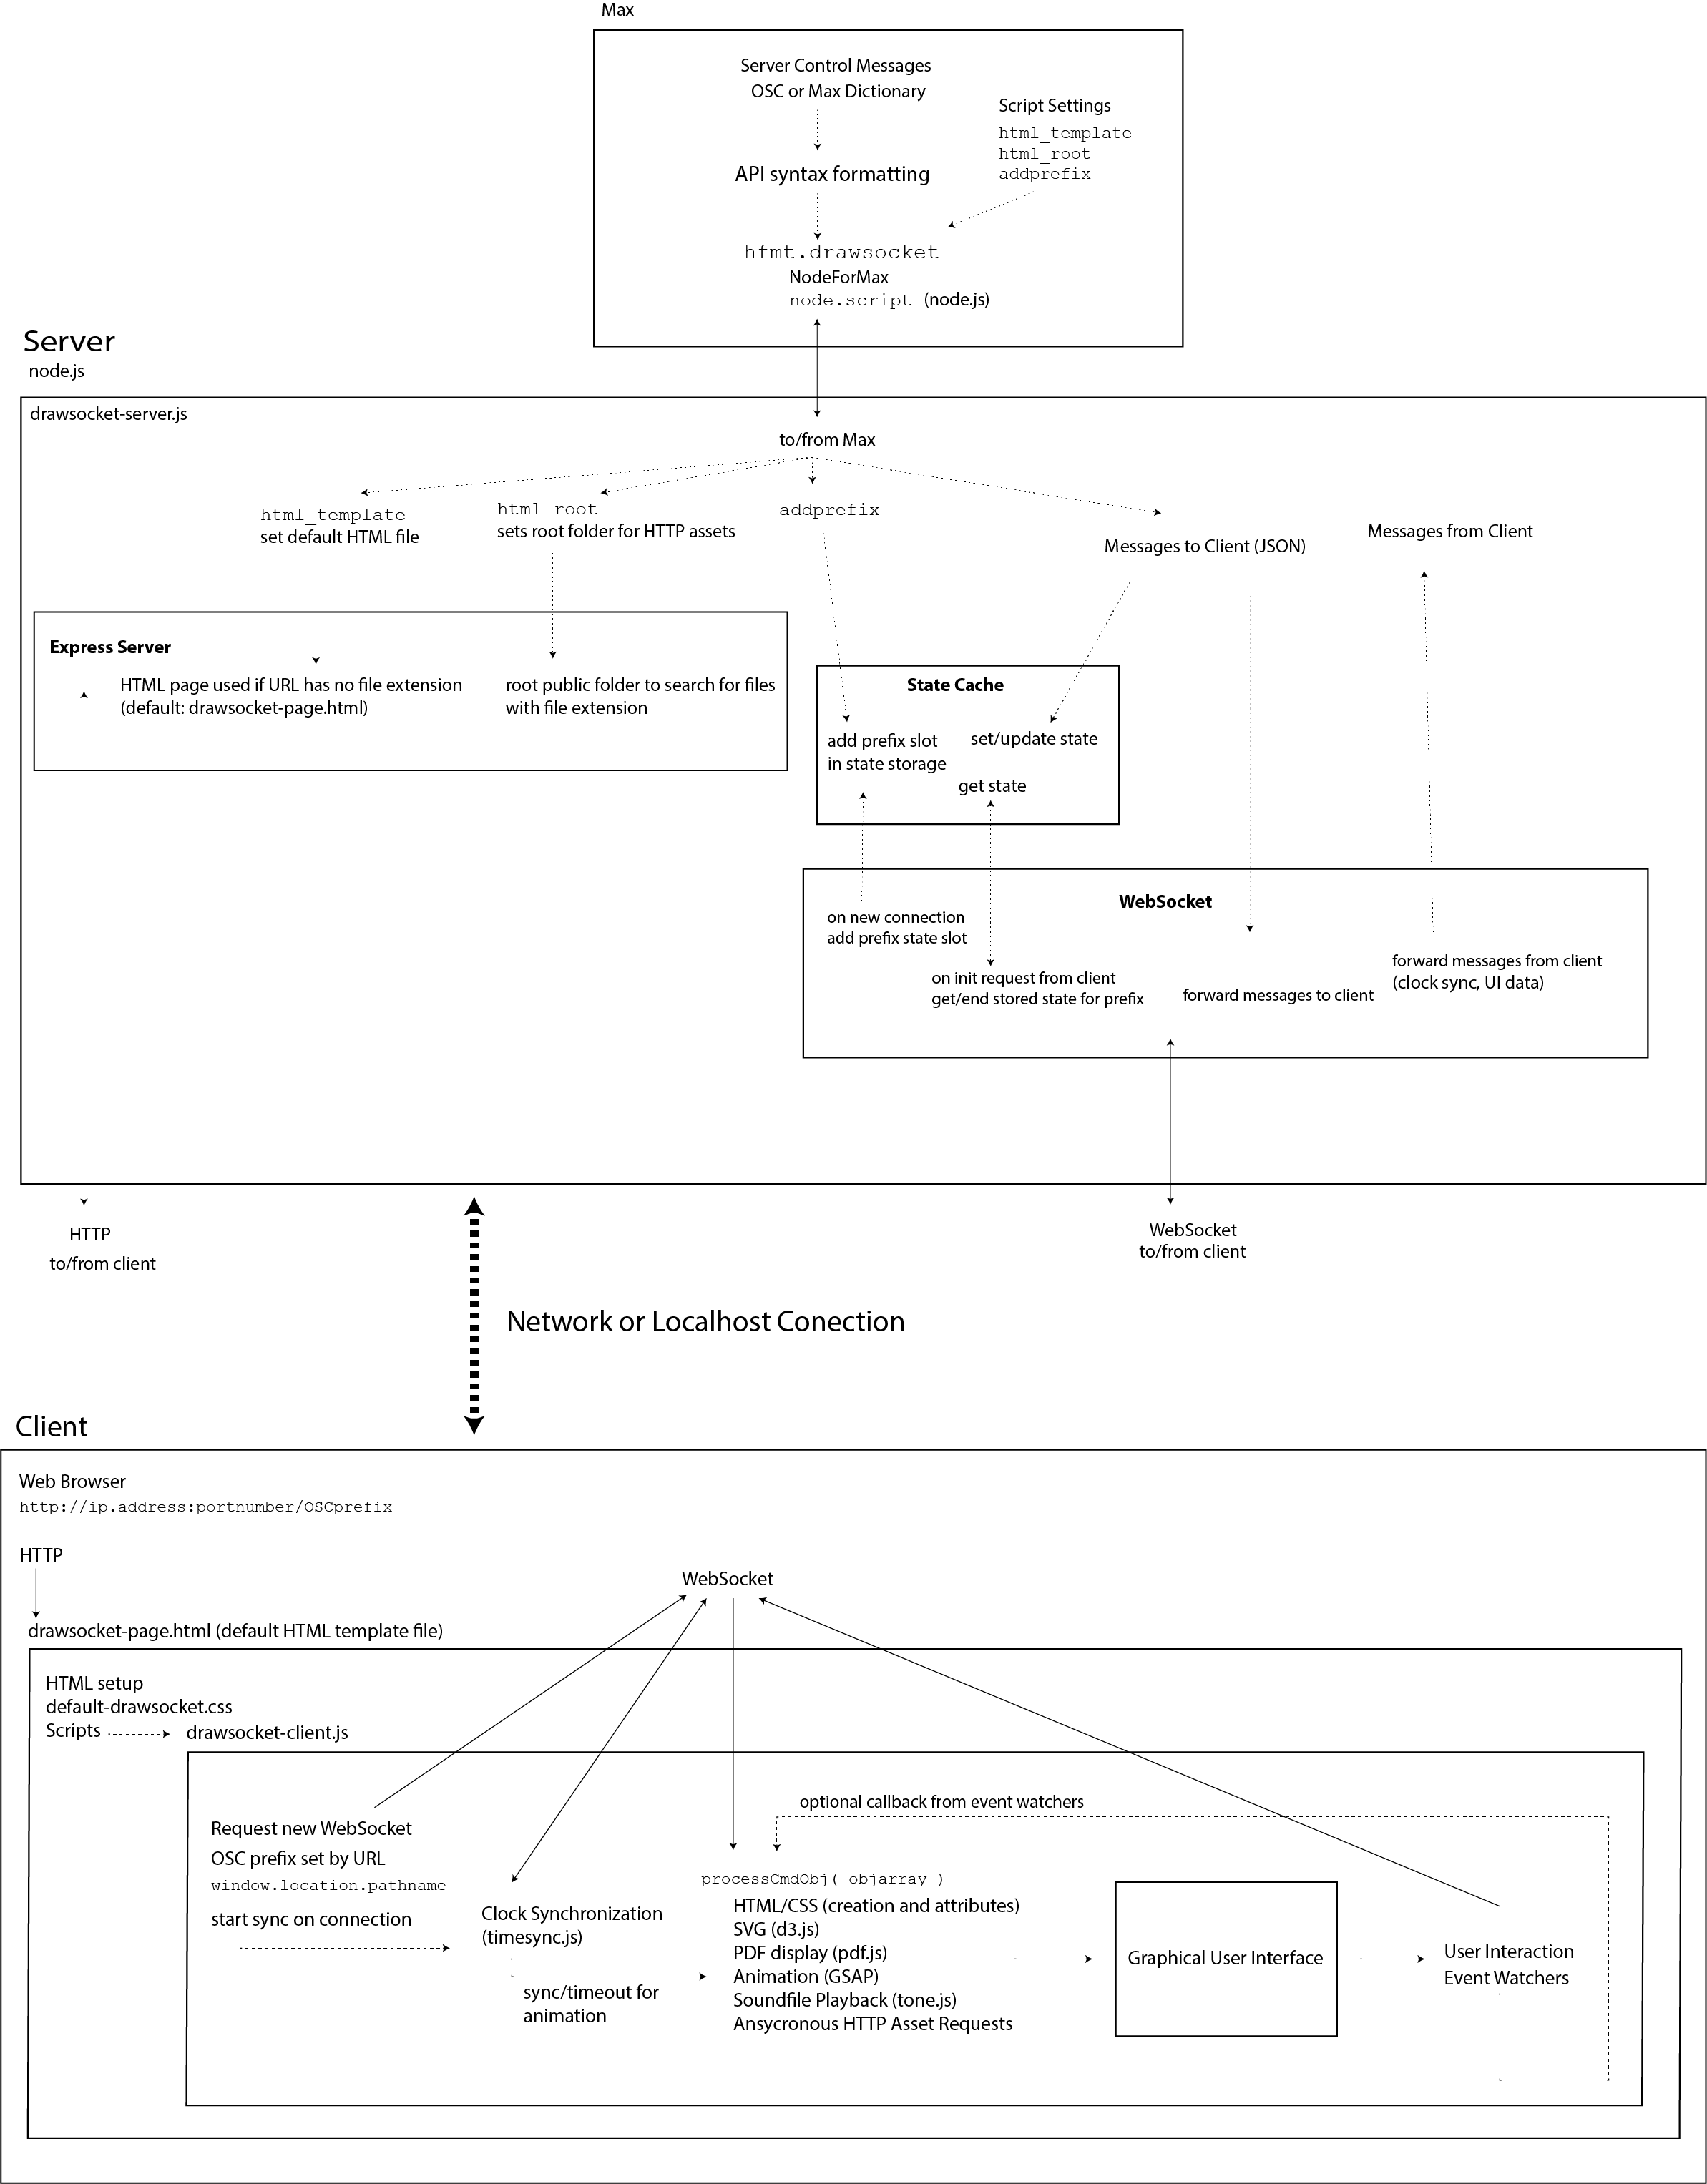 Max
Server Control Messages
OSC or Max Dictionary
Script Settings
html_template
html_root
addprefix
API syntax formatting
hfmt.drawsocket
NodeForMax
node.script (node.js)
Server
node.js
drawsocket-server.js
to/from Max
html_template
set default HTML file
html_root
sets root folder for HTTP assets
addprefix
Messages to Client (JSON)
Messages from Client
Express Server
HTML page used if URL has no file extension
(default: drawsocket-page.html)
root public folder to search for files
with file extension
State Cache
add prefix slot
in state storage
set/update state
get state
WebSocket
on new connection
add prefix state slot
on init request from client
get/end stored state for prefix
forward messages to client
forward messages from client
(clock sync, UI data)
HTTP
to/from client
WebSocket
to/from client
Network or Localhost Conection
Client
Web Browser
http://ip.address:portnumber/OSCprefix
HTTP
WebSocket
drawsocket-page.html (default HTML template file)
HTML setup
default-drawsocket.css
Scripts
drawsocket-client.js
optional callback from event watchers
Request new WebSocket
OSC prefix set by URL
window.location.pathname
start sync on connection
Clock Synchronization
(timesync.js)
sync/timeout for
animation
processCmdObj( objarray )
HTML/CSS (creation and attributes)
SVG (d3.js)
PDF display (pdf.js)
Animation (GSAP)
Soundfile Playback (tone.js)
Ansycronous HTTP Asset Requests
Graphical User Interface
User Interaction
Event Watchers